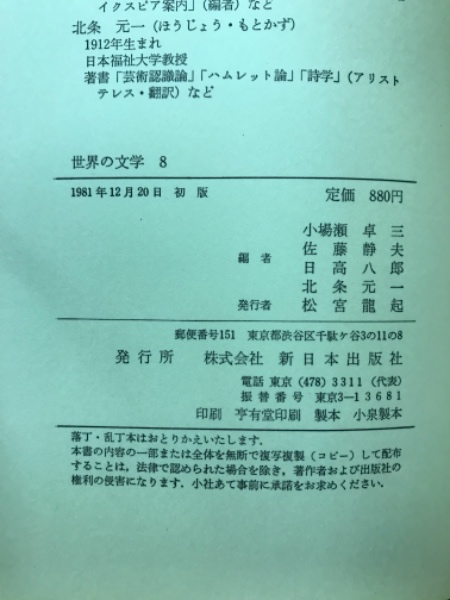 イクスピア案内」(編者)など
北条 元一(ほうじょう・もとかず)
1912年生まれ
日本福祉大学教授
著書「芸術認識論」「ハムレット論」「詩学」(アリスト
テレス・翻訳)など
世界の文学 8
1981年12月20日 初 版
定価 880円
小場瀬 卓 三
編 者
佐 藤 静 夫
日 高 八 郎
北 条 元 一
発行者 松 宮 龍 起
郵便番号151 東京都渋谷区千駄ケ谷3の11の8
発 行 所 株式会社 新日本出版社
電話 東京 (478) 3311 (代表)
振 替 番 号 東京3―13681
印刷 亨有堂印刷 製本 小泉製本
落丁・乱丁本はおとりかえいたします.
本書の内容の一部または全体を無断で複写複製(コピー)して配布
することは,法律で認められた場合を除き,著作者および出版社の
権利の侵害になります.小社あて事前に承諾をお求めください.